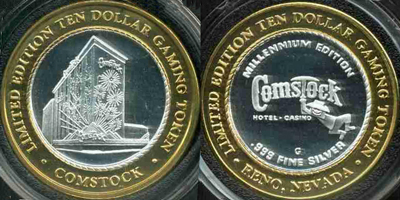 LIMITED EDITION TEN DOLLAR GAMING TOKEN
Comstock
• COMSTOCK •
LIMITED EDITION TEN DOLLAR GAMING TOKEN
MILLENNIUM EDITION
Comstock
HOTEL - CASINO
G
.999 FINE SILVER
• RENO, NEVADA •